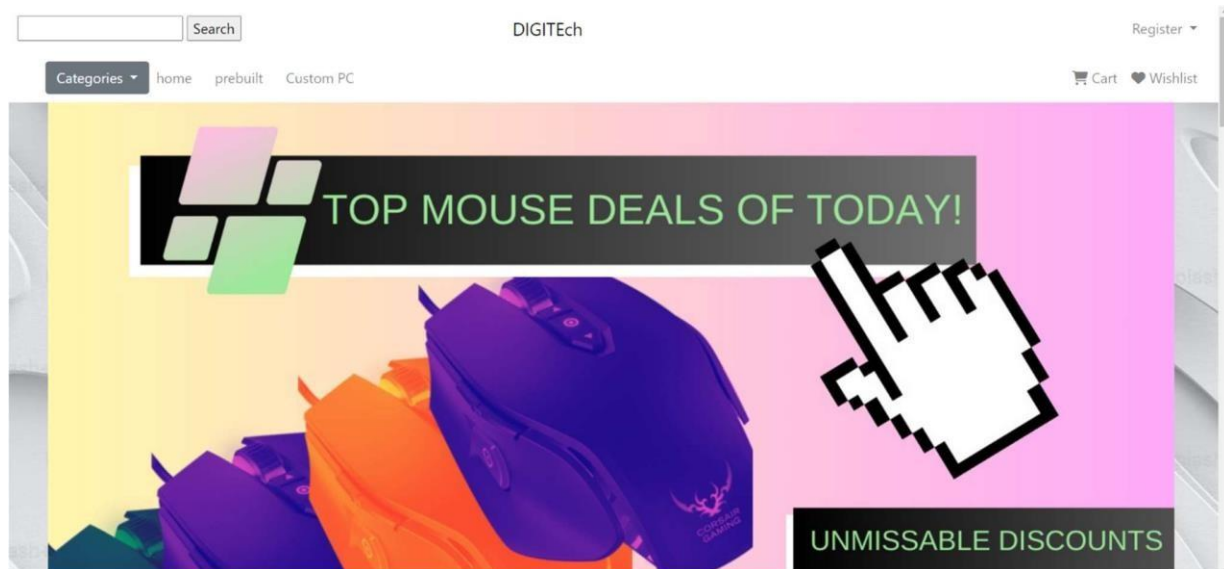 Search
DIGITEch
Register
Categories
home
prebuilt
Custom PC
Cart
Wishlist
TOP MOUSE DEALS OF TODAY!
CORSAIR
GAMING
UNMISSABLE DISCOUNTS